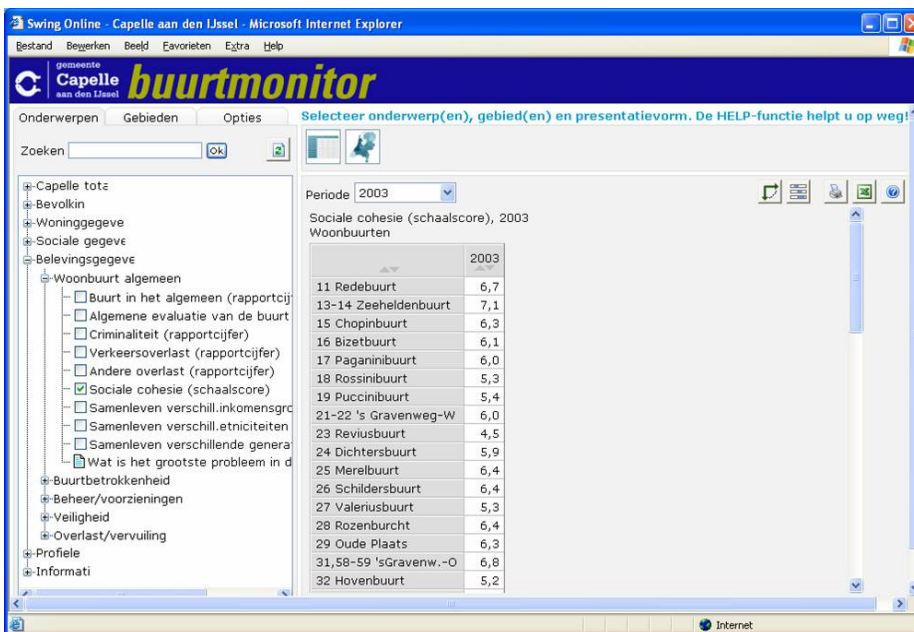 Swing Online - Capelle aan den IJssel - Microsoft Internet Explorer
Bestand Bewerken Beeld Favorieten Extra Help
gemeente
Capelle
aan den IJssel
buurtmonitor
Onderwerpen Gebieden Opties
Selecteer onderwerp(en), gebied(en) en presentatievorm. De HELP-functie helpt u op weg!
Zoeken Ok
Capelle tota
Bevolkin
Woninggegeve
Sociale gegeve
Belevingsgegeve
Woonbuurt algemeen
Buurt in het algemeen (rapportcij
Algemene evaluatie van de buurt
Criminaliteit (rapportcijfer)
Verkeersoverlast (rapportcijfer)
Andere overlast (rapportcijfer)
Sociale cohesie (schaalscore)
Samenleven verschill.inkomensgro
Samenleven verschill.etniciteiten
Samenleven verschillende genera
Wat is het grootste probleem in d
Buurtbetrokkenheid
Beheer/voorzieningen
Veiligheid
Overlast/vervuiling
Profiele
Informati
Periode 2003
Sociale cohesie (schaalscore), 2003
Woonbuurten
2003
11 Redebuurt 6,7
13-14 Zeeheldenbuurt 7,1
15 Chopinbuurt 6,3
16 Bizetbuurt 6,1
17 Paganinibuurt 6,0
18 Rossinibuurt 5,3
19 Puccinibuurt 5,4
21-22 's Gravenweg-W 6,0
23 Reviusbuurt 4,5
24 Dichtersbuurt 5,9
25 Merelbuurt 6,4
26 Schildersbuurt 6,4
27 Valeriusbuurt 5,3
28 Rozenburcht 6,4
29 Oude Plaats 6,3
31,58-59 'sGravenw.-O 6,8
32 Hovenbuurt 5,2
Internet